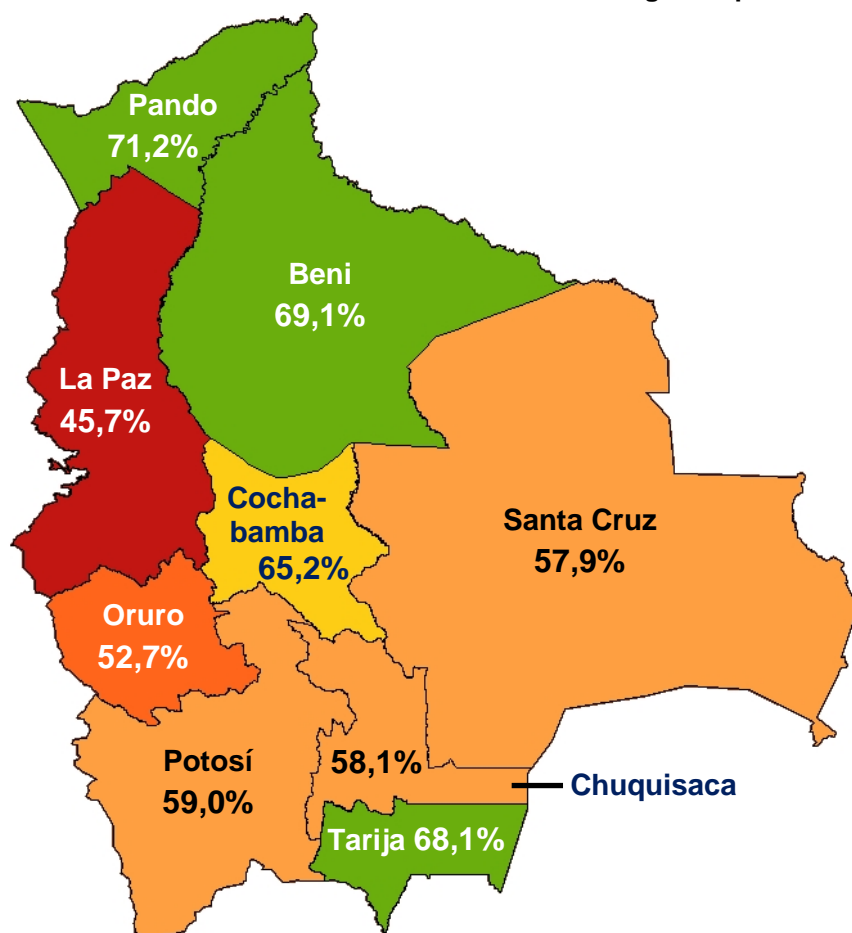 Pando
71,2%
Beni
69,1%
La Paz
45,7%
Cocha-
bamba
65,2%
Santa Cruz
57,9%
Oruro
52,7%
Potosí
59,0%
58,1%
Chuquisaca
Tarija 68,1%